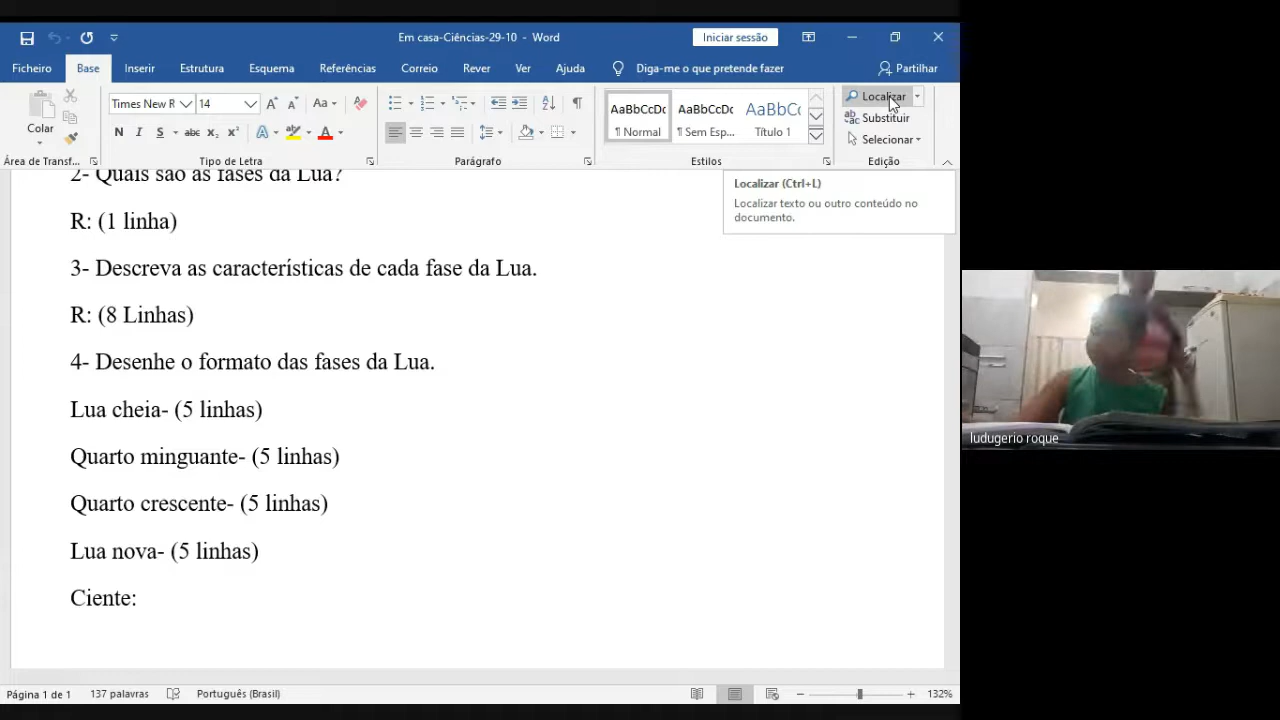 Em casa-Ciências-29-10 - Word
Iniciar sessão
Ficheiro Base Inserir Estrutura Esquema Referências Correio Rever Ver Ajuda Diga-me o que pretende fazer Partilhar
Colar
Times New R 14 Aa
N I S abc x₂ x²
AaBbCcDc AaBbCcDc AaBbCc
¶ Normal ¶ Sem Esp... Título 1
Localizar
Substituir
Selecionar
Área de Transf... Tipo de Letra Parágrafo Estilos Edição
Localizar (Ctrl+L)
Localizar texto ou outro conteúdo no
documento.
2- Quais são as fases da Lua?
R: (1 linha)
3- Descreva as características de cada fase da Lua.
R: (8 Linhas)
4- Desenhe o formato das fases da Lua.
Lua cheia- (5 linhas)
Quarto minguante- (5 linhas)
Quarto crescente- (5 linhas)
Lua nova- (5 linhas)
Ciente:
ludugerio roque
Página 1 de 1 137 palavras Português (Brasil) 132%